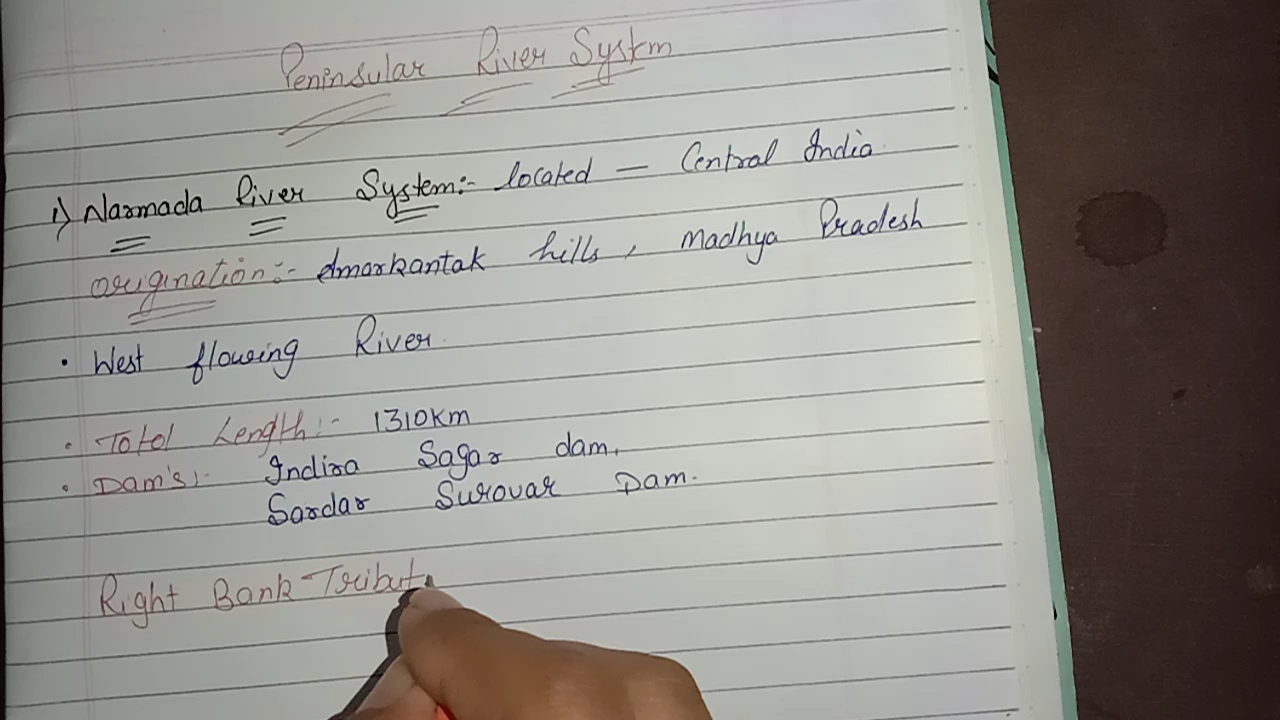 Peninsular River System
1) Narmada River System:- located — Central India
origination:- Amarkantak hills, Madhya Pradesh
• West flowing River.
• Total Length:- 1310km
• Dam's:- Indira Sagar dam.
Sardar Surovar Dam.
Right Bank Tribut